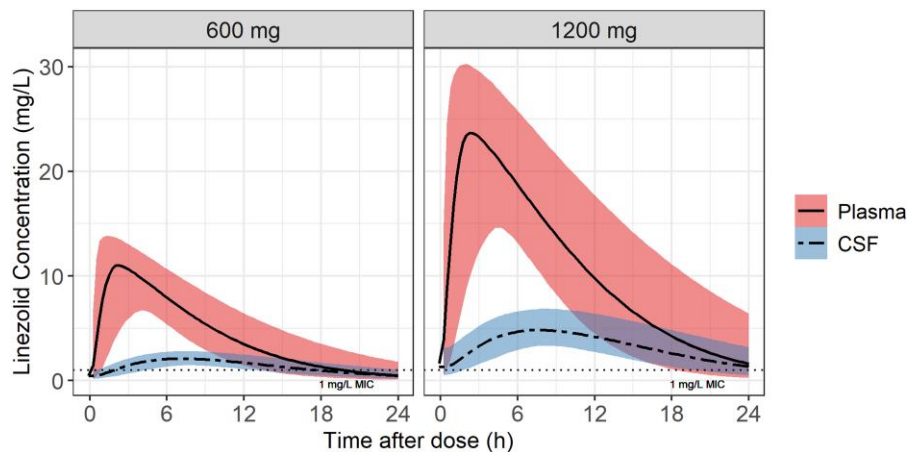 600 mg
1200 mg
Linezolid Concentration (mg/L)
30
20
10
0
1 mg/L MIC
1 mg/L MIC
0 6 12 18 24
0 6 12 18 24
Time after dose (h)
Plasma
CSF